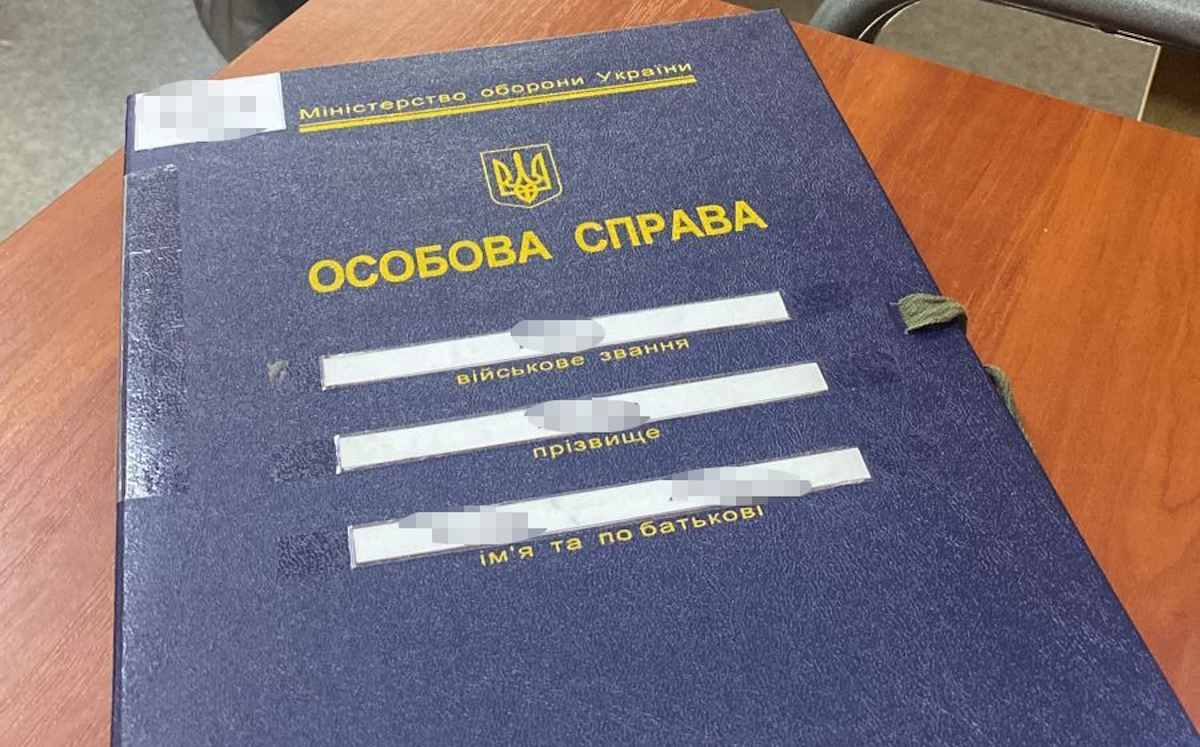 Міністерство оборони України
ОСОБОВА СПРАВА
військове звання
прізвище
ім'я та по батькові